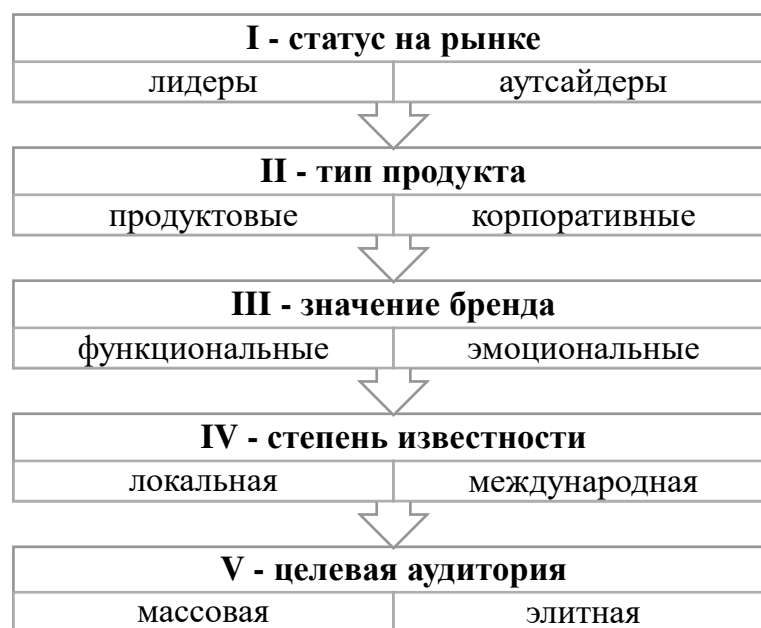 I - статус на рынке
лидеры аутсайдеры
II - тип продукта
продуктовые корпоративные
III - значение бренда
функциональные эмоциональные
IV - степень известности
локальная международная
V - целевая аудитория
массовая элитная